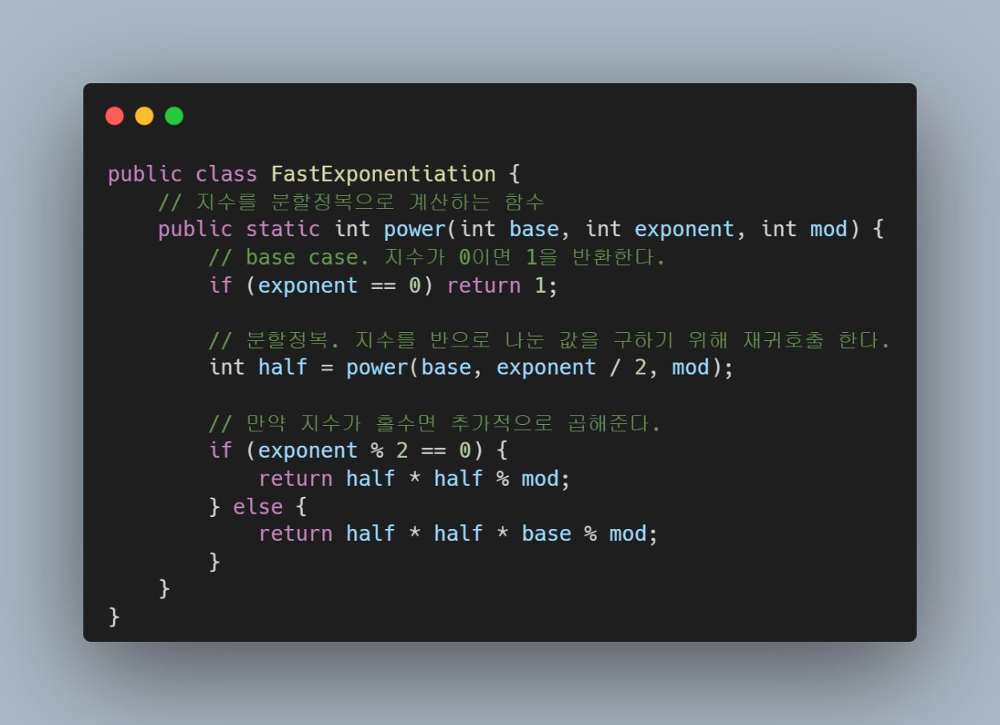 public class FastExponentiation {
    // 지수를 분할정복으로 계산하는 함수
    public static int power(int base, int exponent, int mod) {
        // base case. 지수가 0이면 1을 반환한다.
        if (exponent == 0) return 1;

        // 분할정복. 지수를 반으로 나눈 값을 구하기 위해 재귀호출 한다.
        int half = power(base, exponent / 2, mod);

        // 만약 지수가 홀수면 추가적으로 곱해준다.
        if (exponent % 2 == 0) {
            return half * half % mod;
        } else {
            return half * half * base % mod;
        }
    }
}